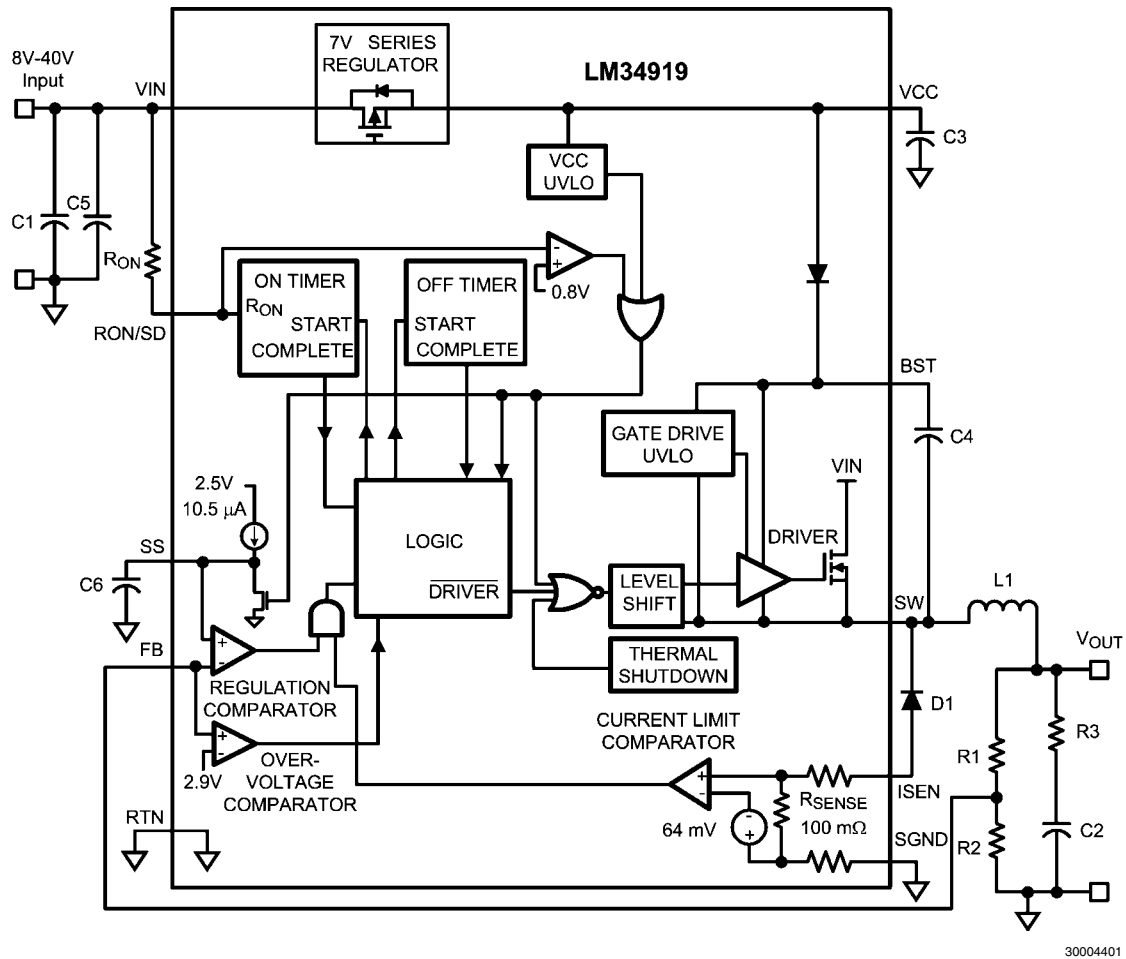 7V SERIES
REGULATOR
LM34919
8V-40V
Input
VIN
VCC
C3
VCC
UVLO
C1
C5
RON
ON TIMER
RON
START
COMPLETE
OFF TIMER
START
COMPLETE
-
+
0.8V
RON/SD
BST
GATE DRIVE
UVLO
C4
VIN
2.5V
10.5 µA
SS
C6
LOGIC
DRIVER
DRIVER
LEVEL
SHIFT
SW
L1
VOUT
THERMAL
SHUTDOWN
FB
+
-
REGULATION
COMPARATOR
+
-
2.9V
OVER-
VOLTAGE
COMPARATOR
CURRENT LIMIT
COMPARATOR
D1
R1
R3
+
-
64 mV
-
+
RSENSE
100 mΩ
ISEN
SGND
R2
C2
RTN
30004401